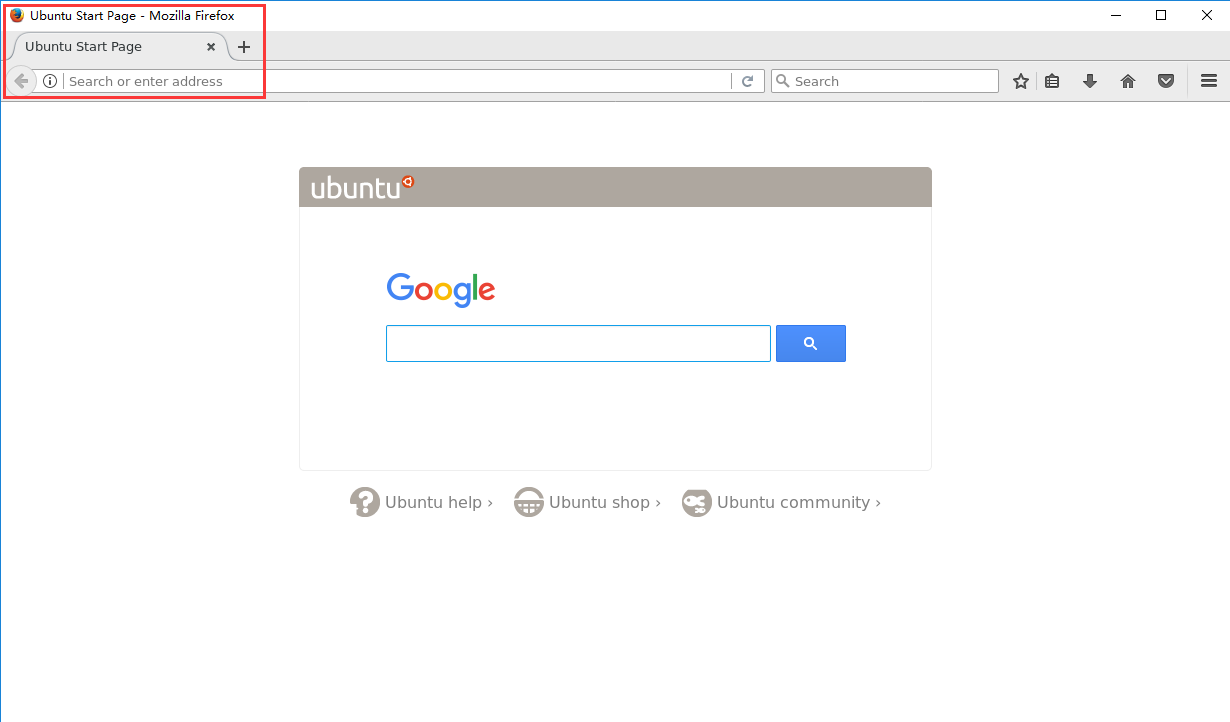 Ubuntu Start Page - Mozilla Firefox
Ubuntu Start Page
Search or enter address
Search
ubuntu
Google
Ubuntu help ›
Ubuntu shop ›
Ubuntu community ›